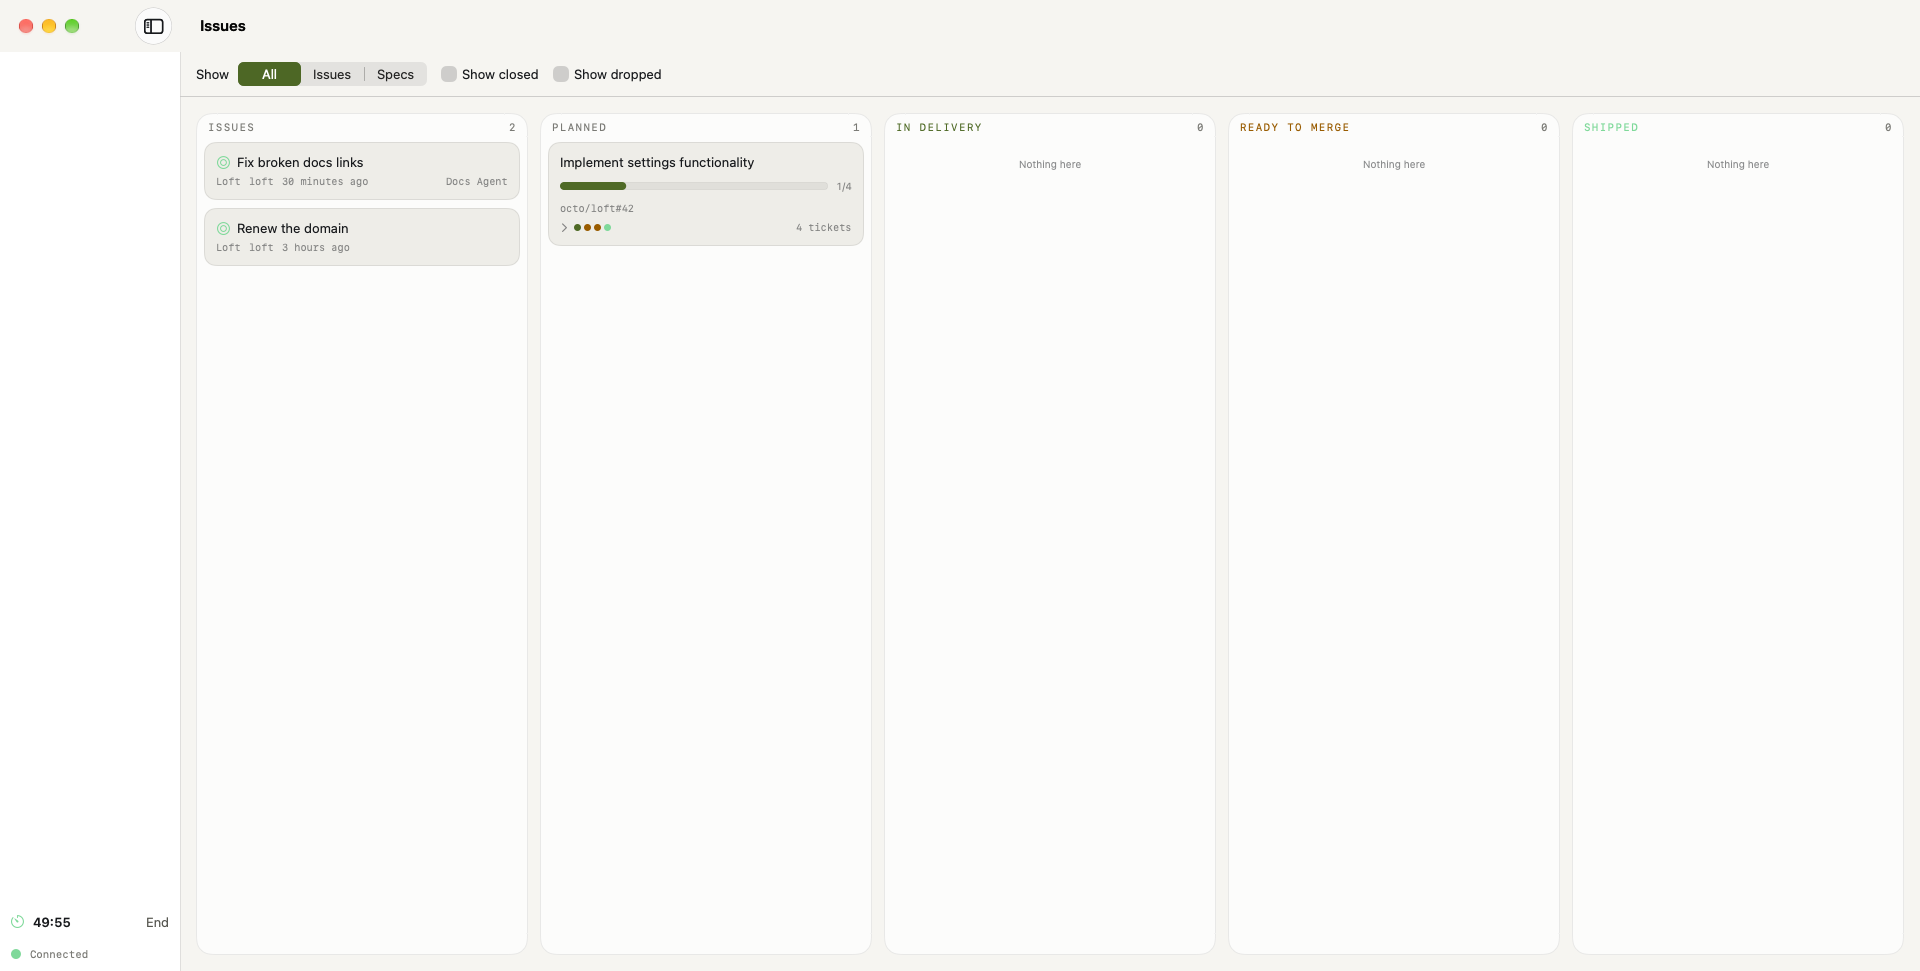 Issues
Show All Issues Specs Show closed Show dropped
ISSUES 2
Fix broken docs links
Loft loft 30 minutes ago Docs Agent
Renew the domain
Loft loft 3 hours ago
PLANNED 1
Implement settings functionality
1/4
octo/loft#42
4 tickets
IN DELIVERY 0
Nothing here
READY TO MERGE 0
Nothing here
SHIPPED 0
Nothing here
49:55 End
Connected